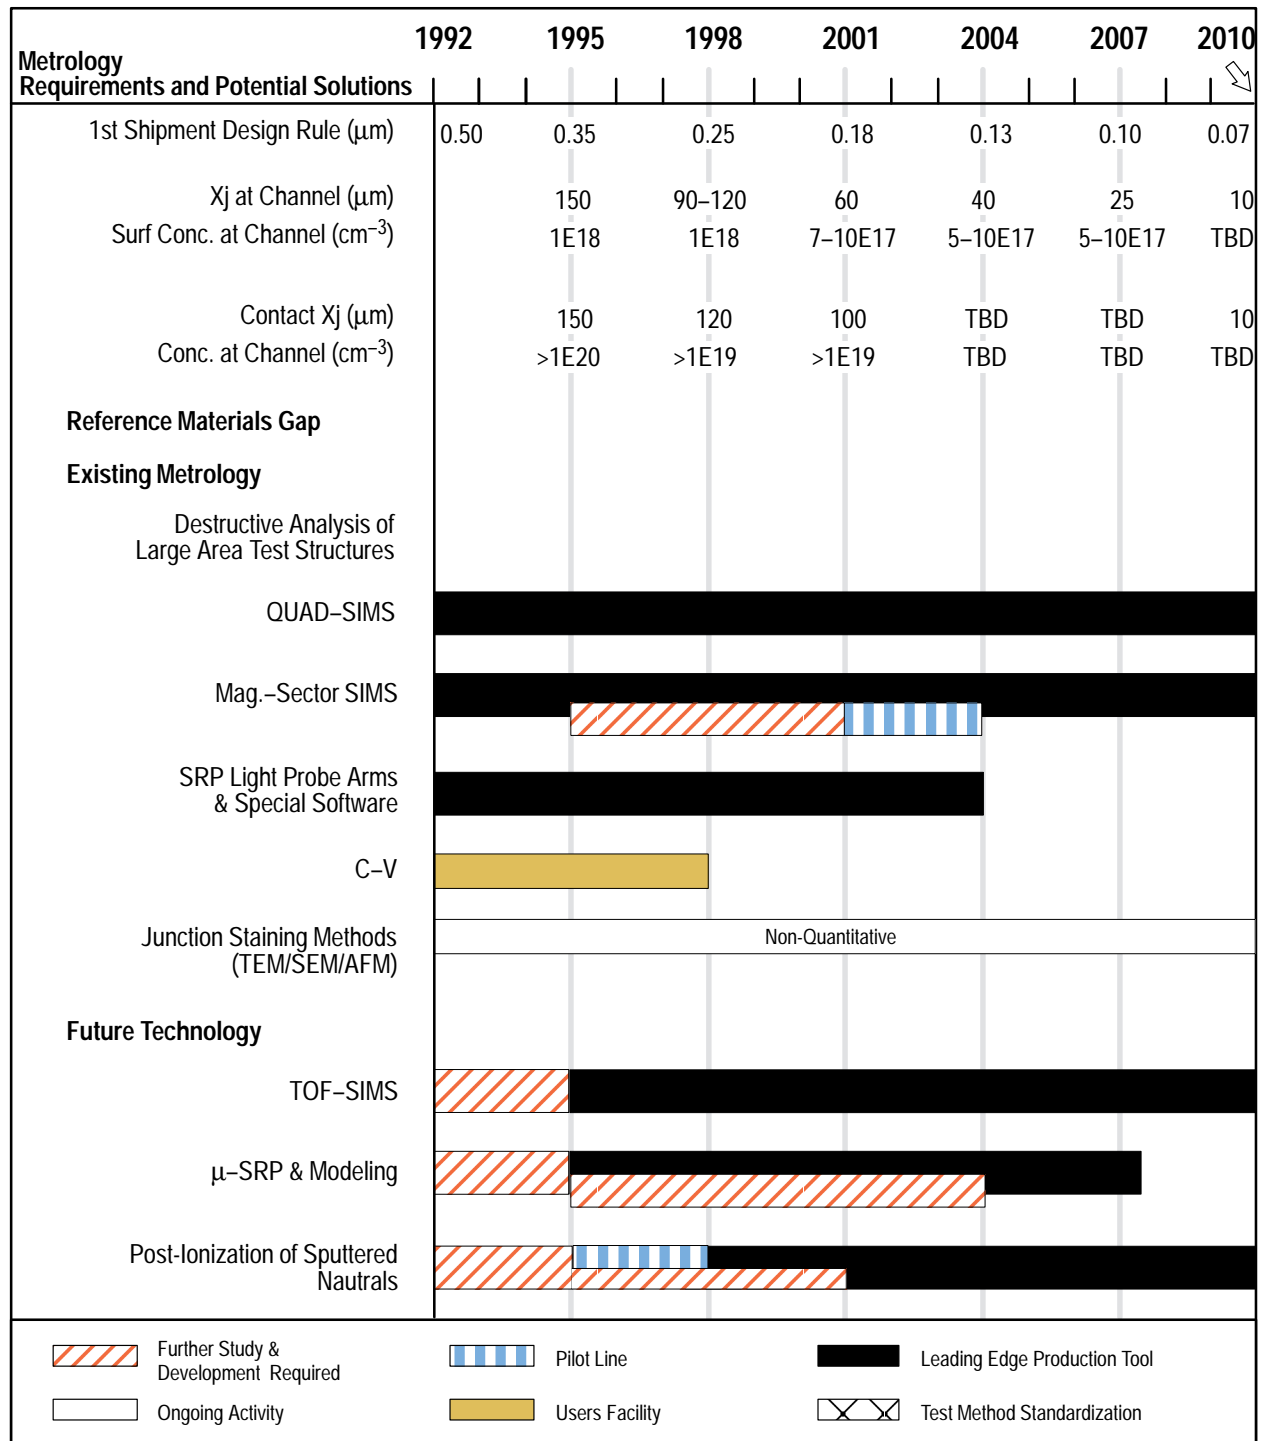 1992 1995 1998 2001 2004 2007 2010
Metrology
Requirements and Potential Solutions
1st Shipment Design Rule (μm) 0.50 0.35 0.25 0.18 0.13 0.10 0.07
Xj at Channel (μm) 150 90–120 60 40 25 10
Surf Conc. at Channel (cm–3) 1E18 1E18 7–10E17 5–10E17 5–10E17 TBD
Contact Xj (μm) 150 120 100 TBD TBD 10
Conc. at Channel (cm–3) >1E20 >1E19 >1E19 TBD TBD TBD
Reference Materials Gap
Existing Metrology
Destructive Analysis of
Large Area Test Structures
QUAD–SIMS
Mag.–Sector SIMS
SRP Light Probe Arms
& Special Software
C–V
Junction Staining Methods
(TEM/SEM/AFM)
Non-Quantitative
Future Technology
TOF–SIMS
μ–SRP & Modeling
Post-Ionization of Sputtered
Nautrals
Further Study &
Development Required
Pilot Line
Leading Edge Production Tool
Ongoing Activity
Users Facility
Test Method Standardization